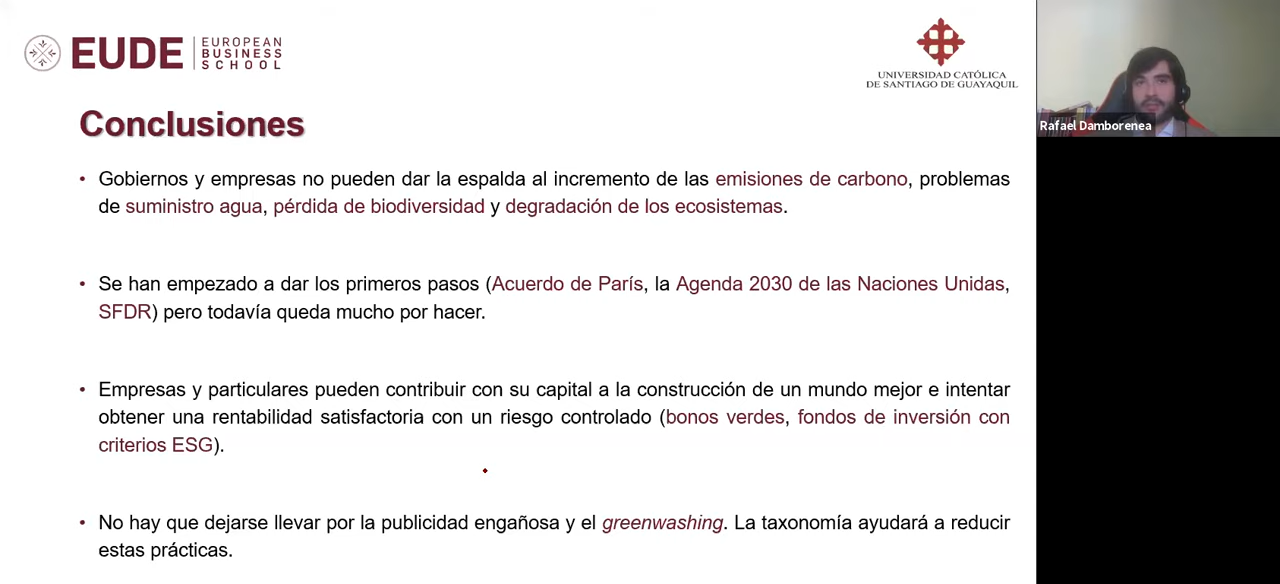 EUDE
EUROPEAN
BUSINESS
SCHOOL
UNIVERSIDAD CATÓLICA
DE SANTIAGO DE GUAYAQUIL
Rafael Damborenea
Conclusiones
• Gobiernos y empresas no pueden dar la espalda al incremento de las emisiones de carbono, problemas
de suministro agua, pérdida de biodiversidad y degradación de los ecosistemas.
• Se han empezado a dar los primeros pasos (Acuerdo de París, la Agenda 2030 de las Naciones Unidas,
SFDR) pero todavía queda mucho por hacer.
• Empresas y particulares pueden contribuir con su capital a la construcción de un mundo mejor e intentar
obtener una rentabilidad satisfactoria con un riesgo controlado (bonos verdes, fondos de inversión con
criterios ESG).
• No hay que dejarse llevar por la publicidad engañosa y el greenwashing. La taxonomía ayudará a reducir
estas prácticas.